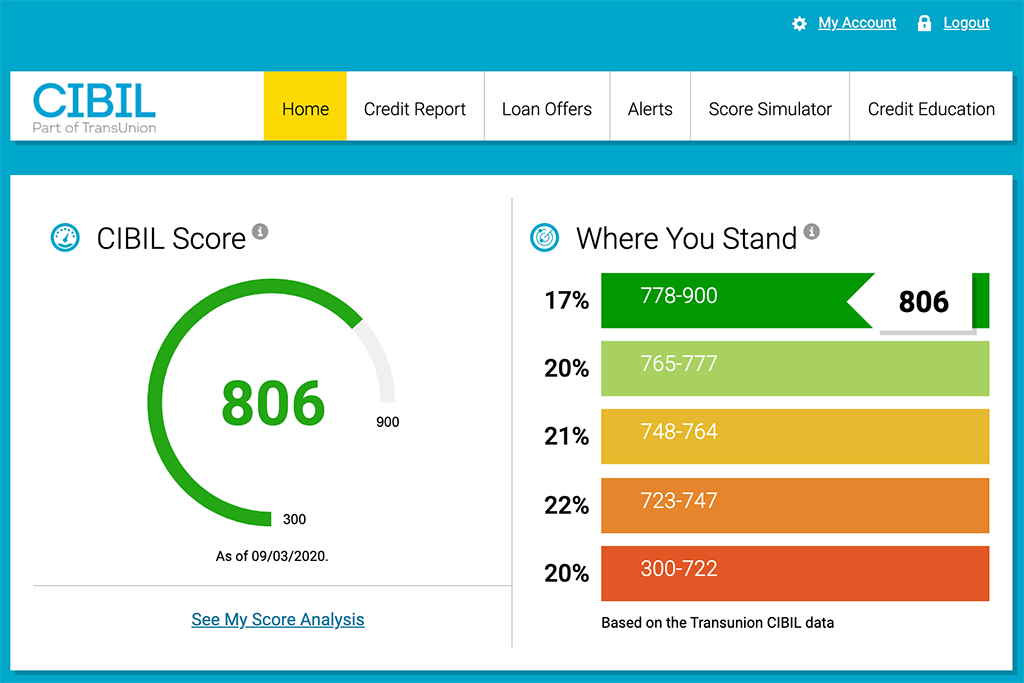 My Account Logout
CIBIL
Part of TransUnion
Home Credit Report Loan Offers Alerts Score Simulator Credit Education
CIBIL Score
806
900
300
As of 09/03/2020.
See My Score Analysis
Where You Stand
17% 778-900 806
20% 765-777
21% 748-764
22% 723-747
20% 300-722
Based on the Transunion CIBIL data